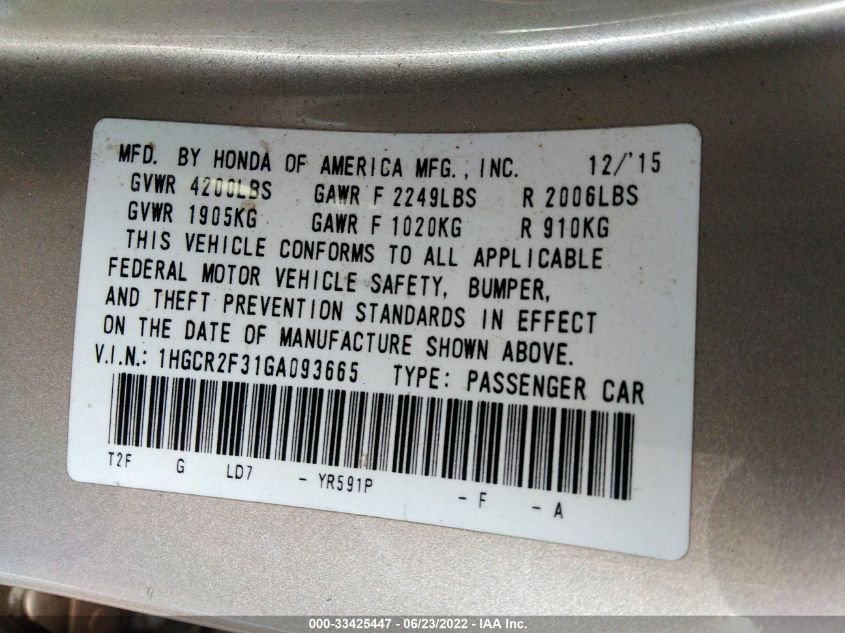 MFD. BY HONDA OF AMERICA MFG., INC. 12/'15
GVWR 4200LBS GAWR F 2249LBS R 2006LBS
GVWR 1905KG GAWR F 1020KG R 910KG
THIS VEHICLE CONFORMS TO ALL APPLICABLE
FEDERAL MOTOR VEHICLE SAFETY, BUMPER,
AND THEFT PREVENTION STANDARDS IN EFFECT
ON THE DATE OF MANUFACTURE SHOWN ABOVE.
V.I.N.: 1HGCR2F31GA093665 TYPE: PASSENGER CAR
T2F G LD7 - YR591P - F - A
000-33425447 - 06/23/2022 - IAA Inc.